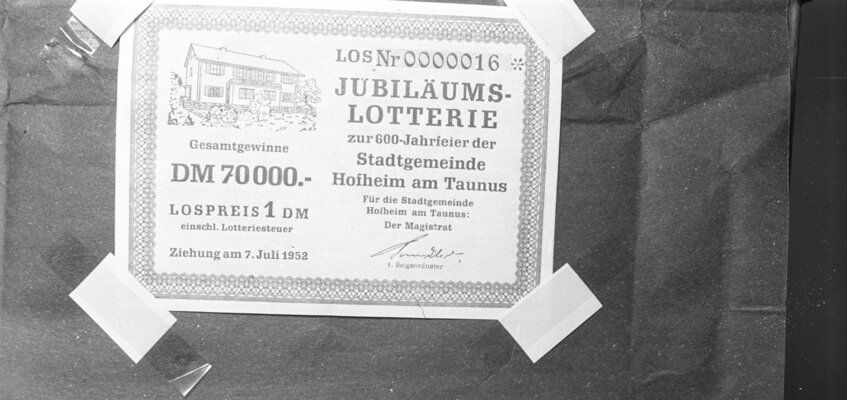 Gesamtgewinne
DM 70000.-
LOSPREIS 1 DM
einschl. Lotteriesteuer
Ziehung am 7. Juli 1952
LOS Nr 0000016 *
JUBILÄUMS-
LOTTERIE
zur 600-Jahrfeier der
Stadtgemeinde
Hofheim am Taunus
Für die Stadtgemeinde
Hofheim am Taunus:
Der Magistrat
1. Beigeordneter